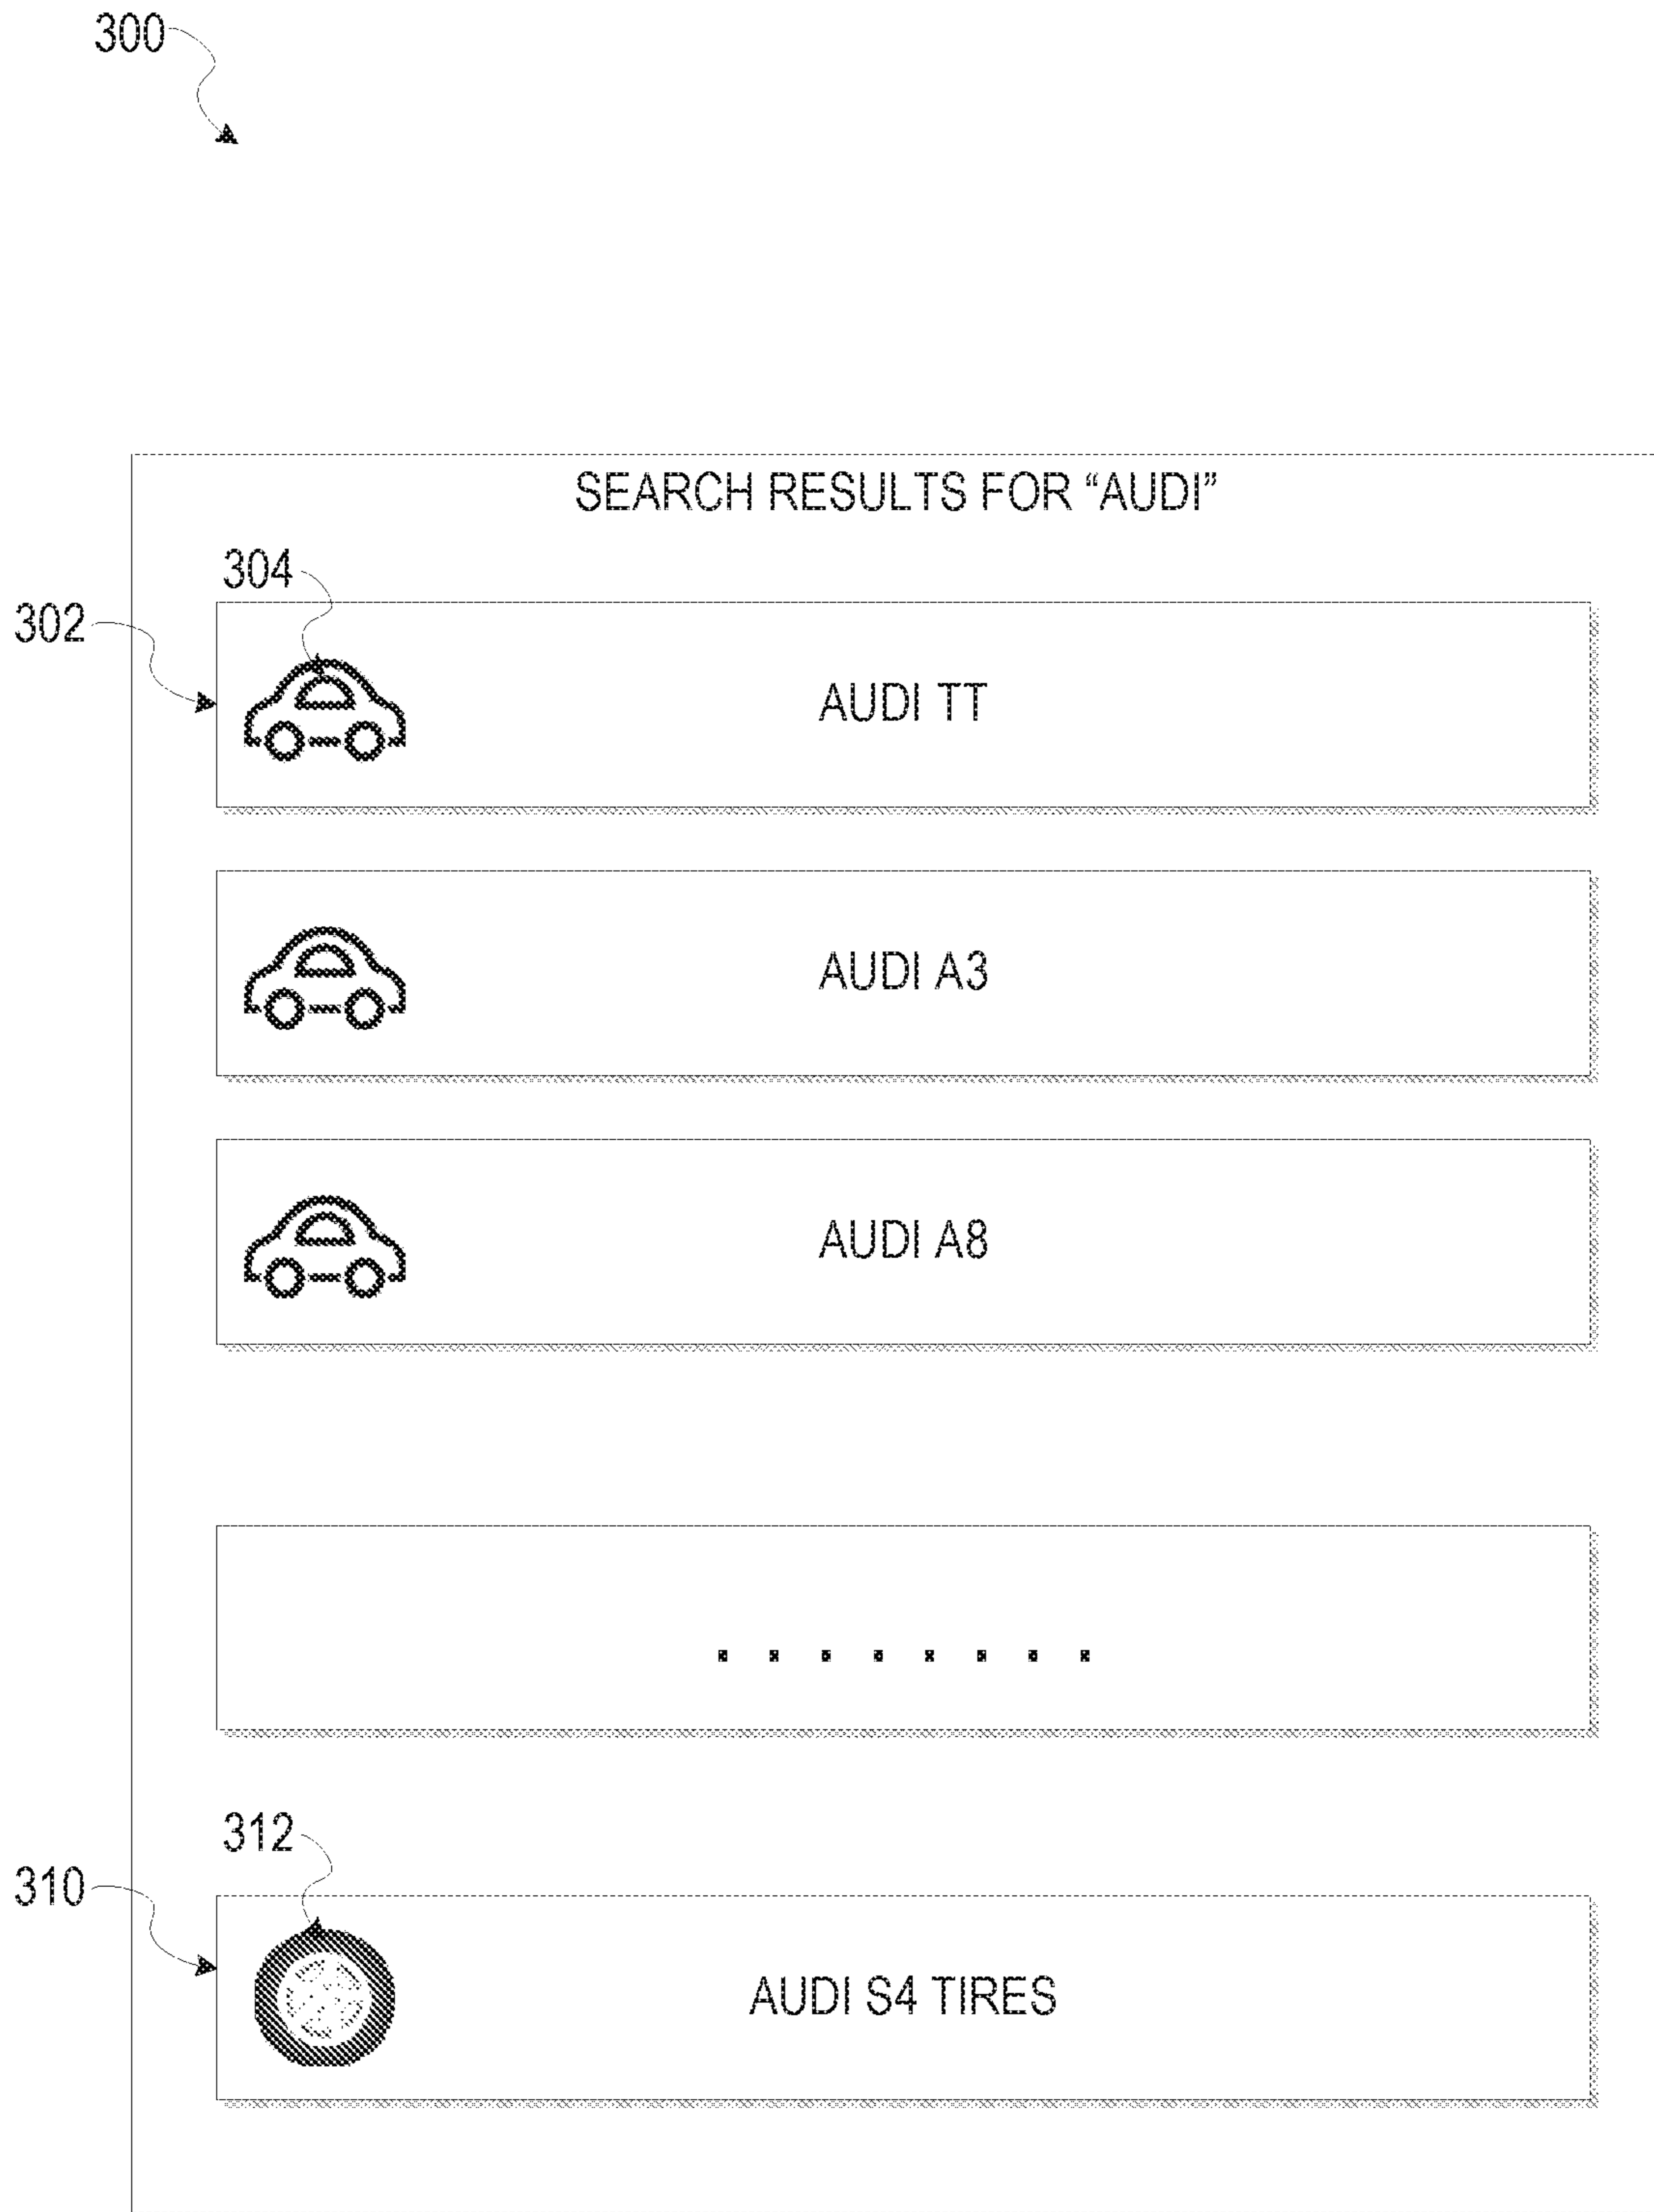 300
SEARCH RESULTS FOR “AUDI”
304
302
AUDI TT
AUDI A3
AUDI A8
. . . . . . . .
312
310
AUDI S4 TIRES